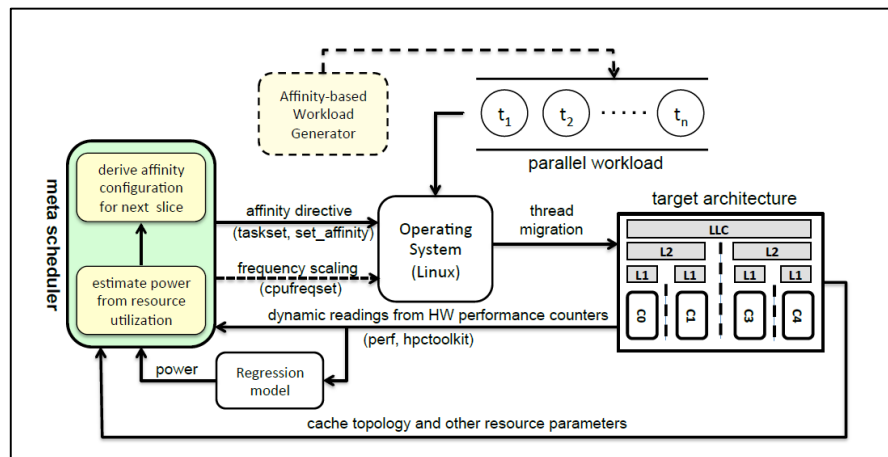 Affinity-based
Workload
Generator
t1 t2 ····· tn
parallel workload
meta scheduler
derive affinity
configuration
for next slice
estimate power
from resource
utilization
affinity directive
(taskset, set_affinity)
frequency scaling
(cpufreqset)
Operating
System
(Linux)
thread
migration
target architecture
LLC
L2 L2
L1 L1 L1 L1
C0 C1 C3 C4
dynamic readings from HW performance counters
(perf, hpctoolkit)
power
Regression
model
cache topology and other resource parameters